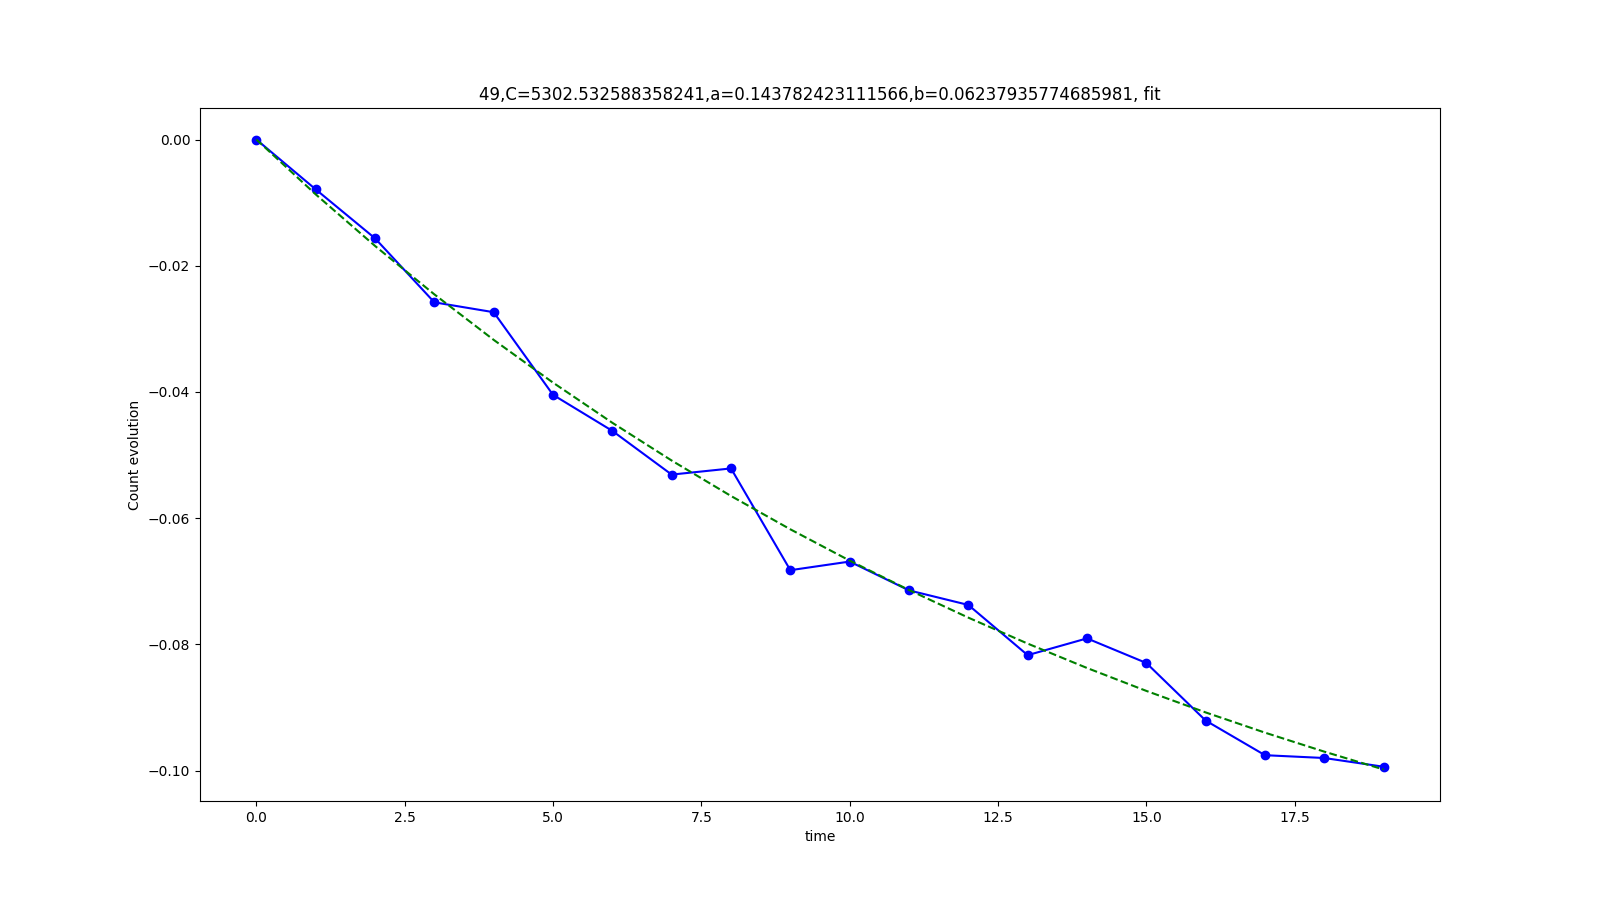 49,C=5302.532588358241,a=0.143782423111566,b=0.06237935774685981, fit
0.00
−0.02
−0.04
−0.06
−0.08
−0.10
Count evolution
0.0 2.5 5.0 7.5 10.0 12.5 15.0 17.5
time